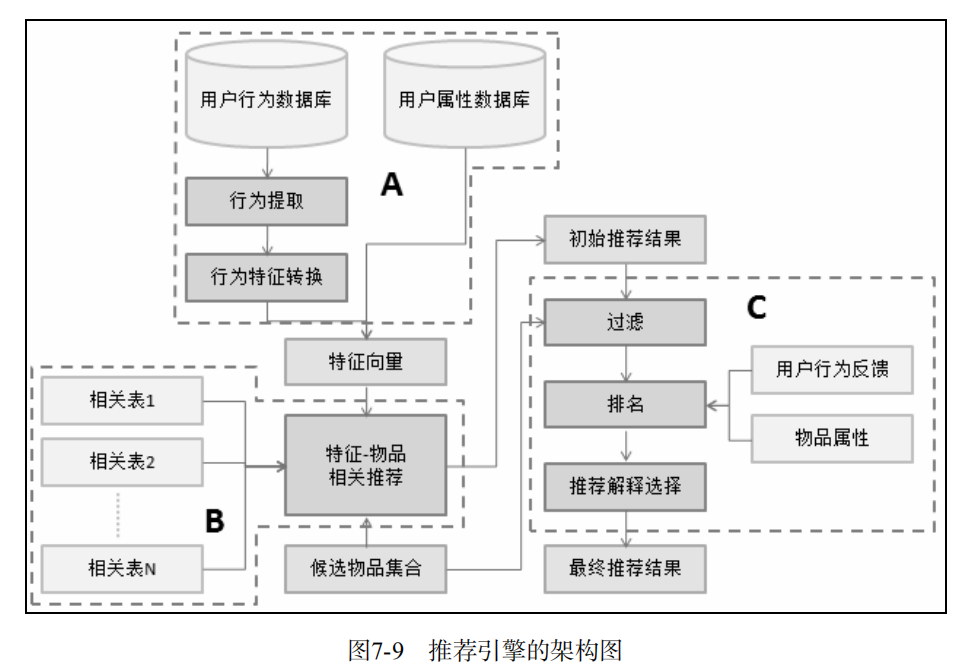 用户行为数据库
用户属性数据库
A
行为提取
行为特征转换
初始推荐结果
C
过滤
特征向量
用户行为反馈
相关表1
排名
特征-物品
相关推荐
物品属性
相关表2
推荐解释选择
B
相关表N
候选物品集合
最终推荐结果
图7-9 推荐引擎的架构图